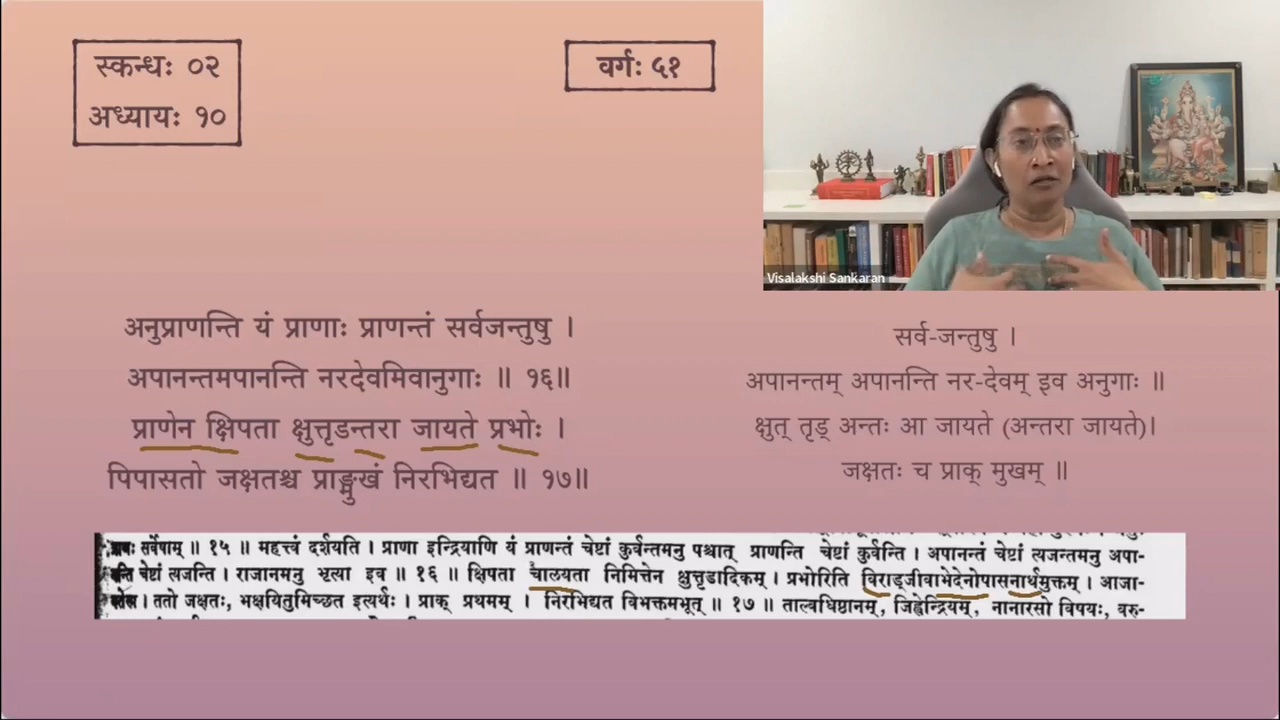 स्कन्धः ०२
अध्यायः १०
वर्गः ५१
Visalakshi Sankaran
अनुप्राणन्ति यं प्राणाः प्राणन्तं सर्वजन्तुषु ।
अपानन्तमपानन्ति नरदेवमिवानुगाः ॥ १६॥
प्राणेन क्षिपता क्षुत्तृडन्तरा जायते प्रभोः ।
पिपासतो जक्षतश्च प्राङ्मुखं निरभिद्यत ॥ १७॥
सर्व-जन्तुषु ।
अपानन्तम् अपानन्ति नर-देवम् इव अनुगाः ॥
क्षुत् तृड् अन्तः आ जायते (अन्तरा जायते)।
जक्षतः च प्राक् मुखम् ॥
सर्वेषाम् ॥ १५ ॥ महत्त्वं दर्शयति । प्राणा इन्द्रियाणि यं प्राणन्तं चेष्टां कुर्वन्तमनु पश्चात् प्राणन्ति चेष्टां कुर्वन्ति । अपानन्तं चेष्टां त्यजन्तमनु अपा-
चेष्टां त्यजन्ति । राजानमनु भृत्या इव ॥ १६ ॥ क्षिपता चालयता निमित्तेन क्षुत्तृडादिकम् । प्रभोरिति विराड्जीवाभेदेनोपासनार्थमुक्तम् । आजा-
ततो जक्षतः, भक्षयितुमिच्छत इत्यर्थः । प्राक् प्रथमम् । निरभिद्यत विभक्तमभूत् ॥ १७ ॥ ताल्वधिष्ठानम्, जिह्वेन्द्रियम्, नानारसो विषयः, वरु-